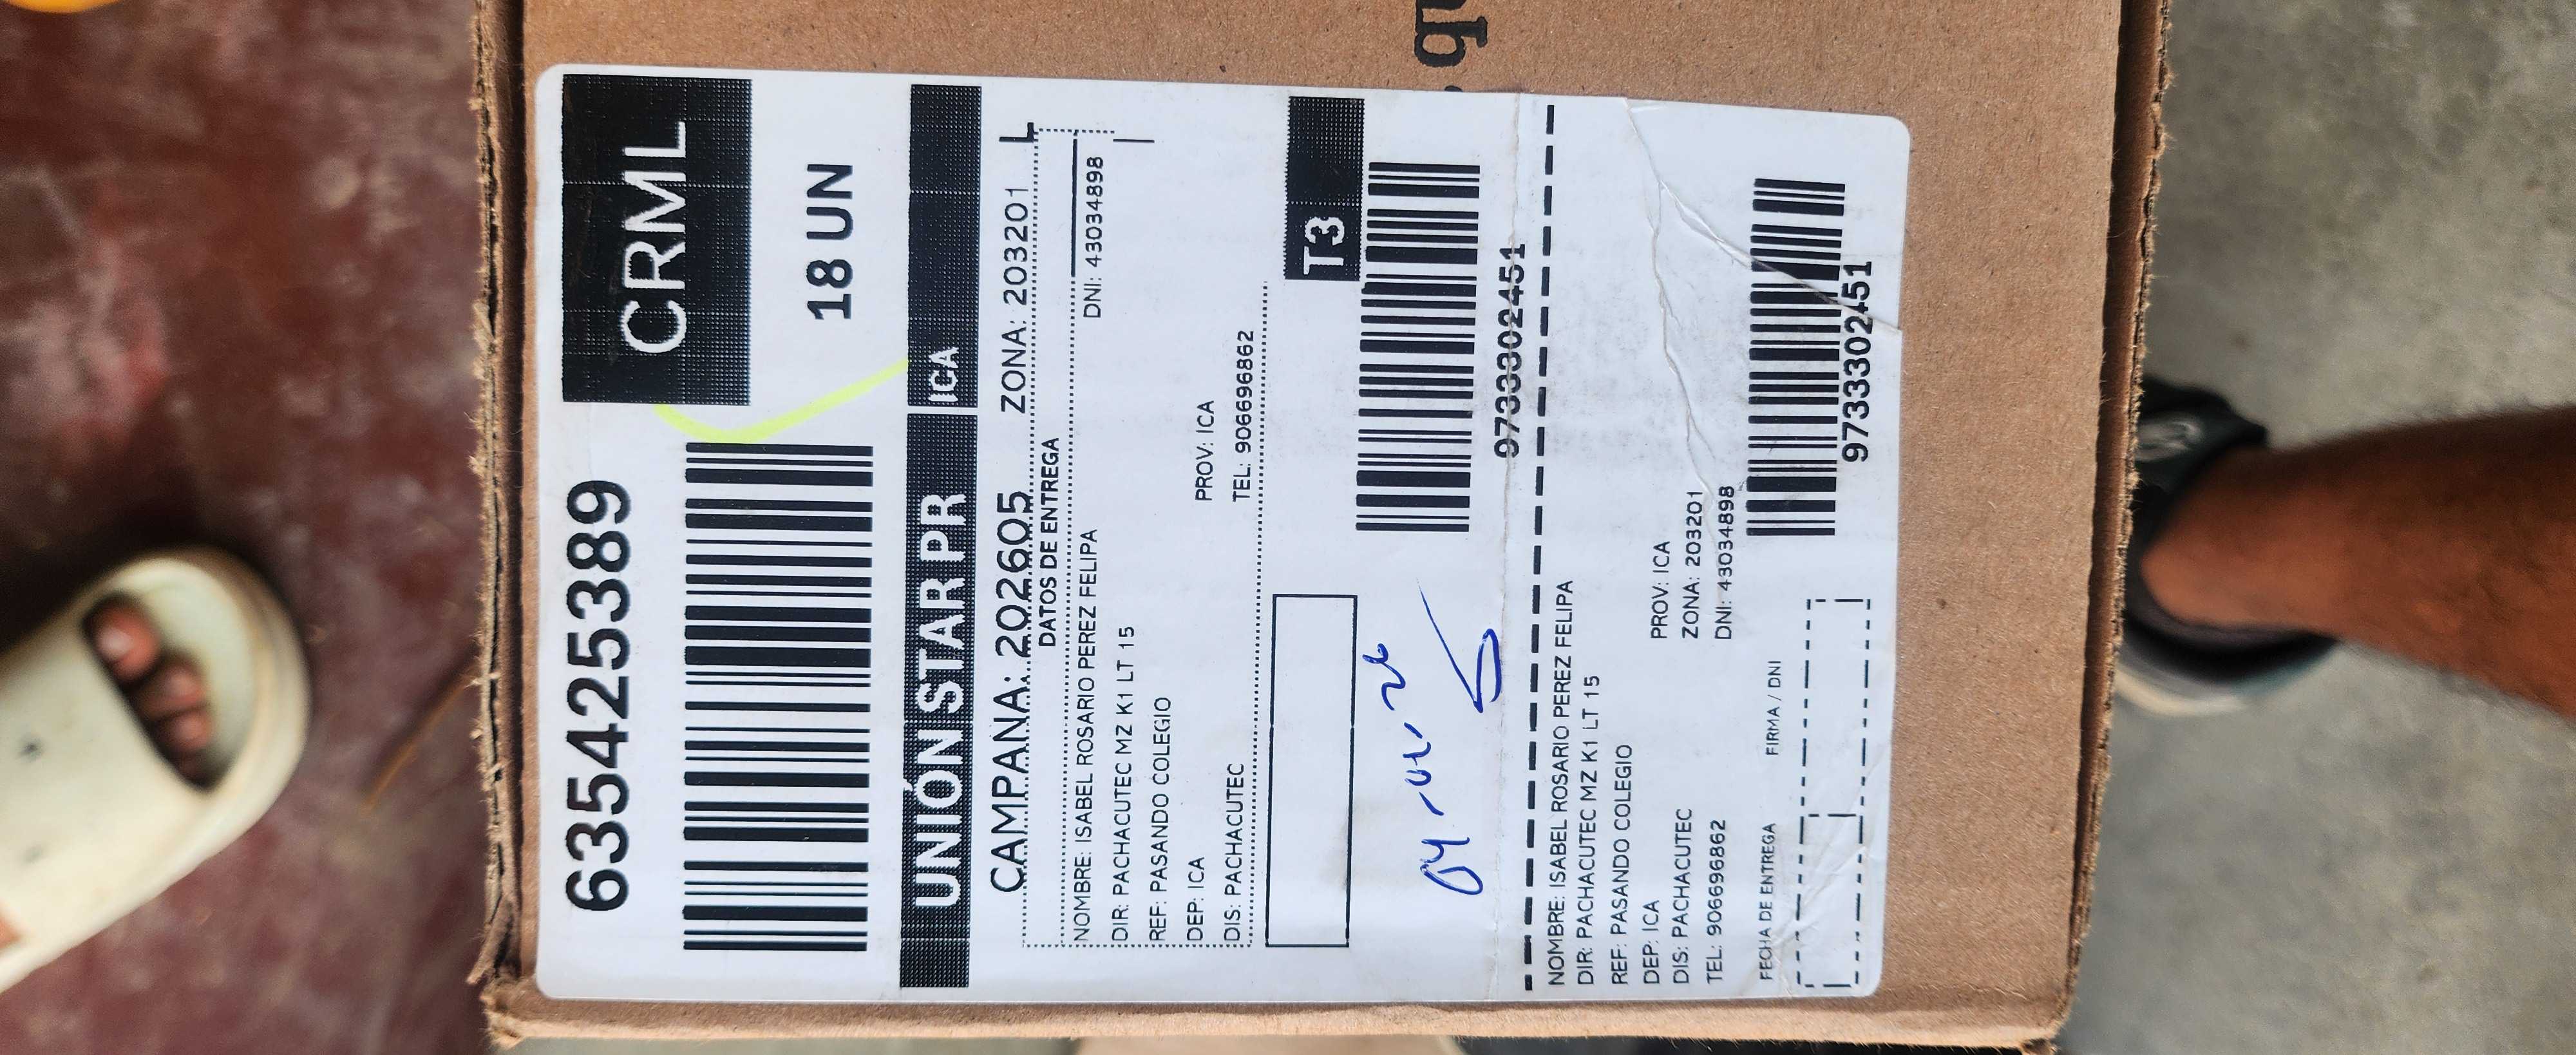 6354425389
CRML
18 UN
UNIÓN STAR PR
ICA
CAMPANA: 202605 ZONA: 203201 L
DATOS DE ENTREGA
NOMBRE: ISABEL ROSARIO PEREZ FELIPA DNI: 43034898
DIR: PACHACUTEC MZ K1 LT 15
REF: PASANDO COLEGIO
DEP: ICA PROV: ICA
DIS: PACHACUTEC TEL: 906696862
T3
9733302451
NOMBRE: ISABEL ROSARIO PEREZ FELIPA
DIR: PACHACUTEC MZ K1 LT 15
REF: PASANDO COLEGIO
DEP: ICA PROV: ICA
DIS: PACHACUTEC ZONA: 203201
TEL: 906696862 DNI: 43034898
FECHA DE ENTREGA FIRMA / DNI
9733302451